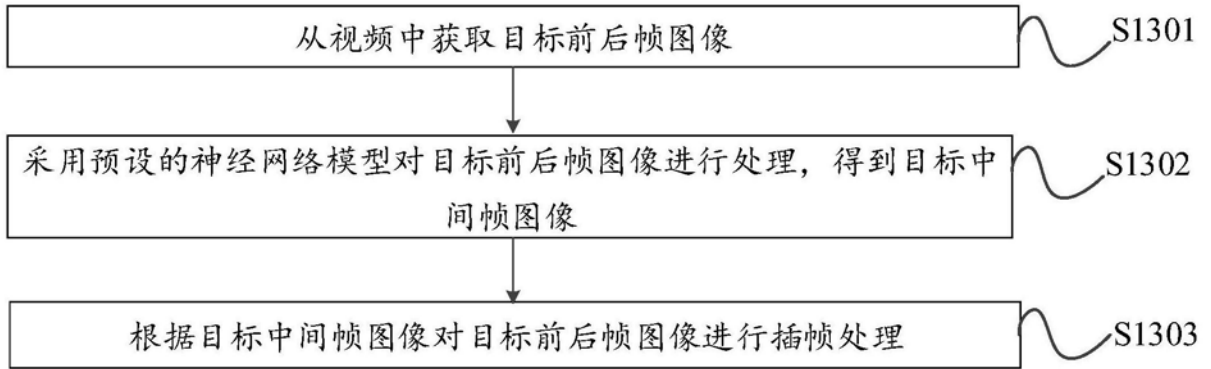 从视频中获取目标前后帧图像
S1301
采用预设的神经网络模型对目标前后帧图像进行处理，得到目标中
间帧图像
S1302
根据目标中间帧图像对目标前后帧图像进行插帧处理
S1303